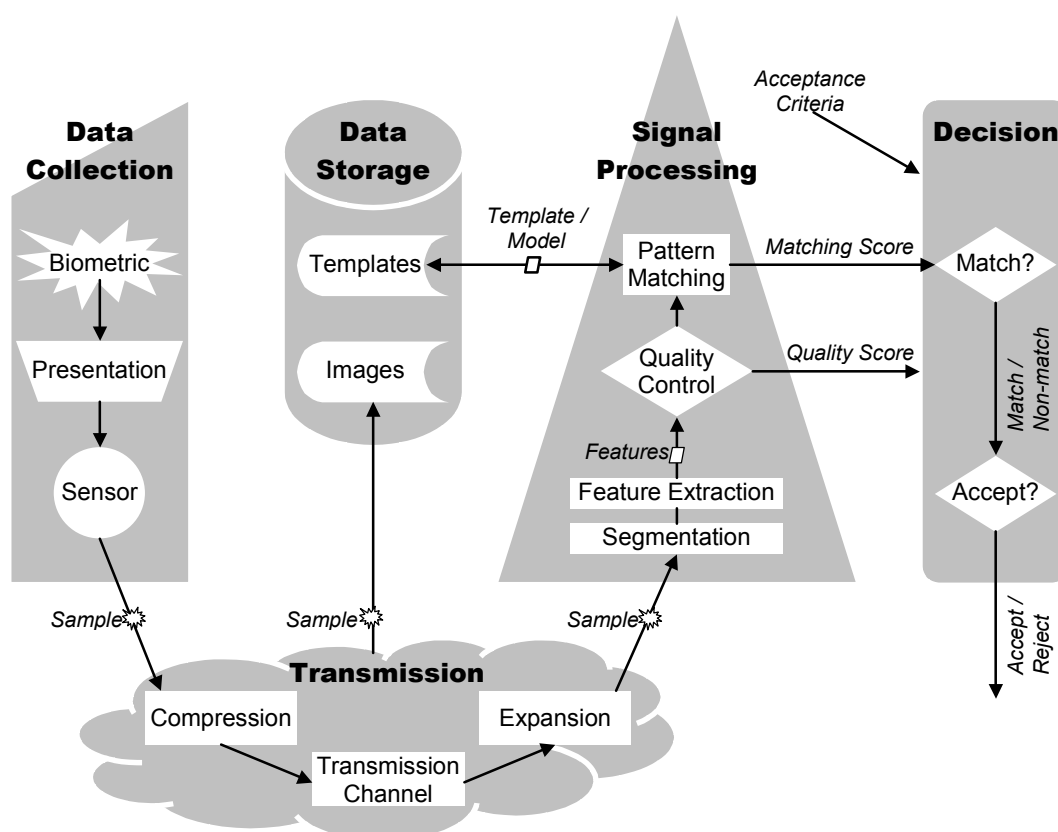 Acceptance
Criteria
Data
Collection
Data
Storage
Signal
Processing
Decision
Biometric
Presentation
Sensor
Templates
Images
Template /
Model
Pattern
Matching
Matching Score
Quality
Control
Quality Score
Features
Feature Extraction
Segmentation
Match?
Match /
Non-match
Accept?
Accept /
Reject
Sample
Sample
Sample
Transmission
Compression
Transmission
Channel
Expansion